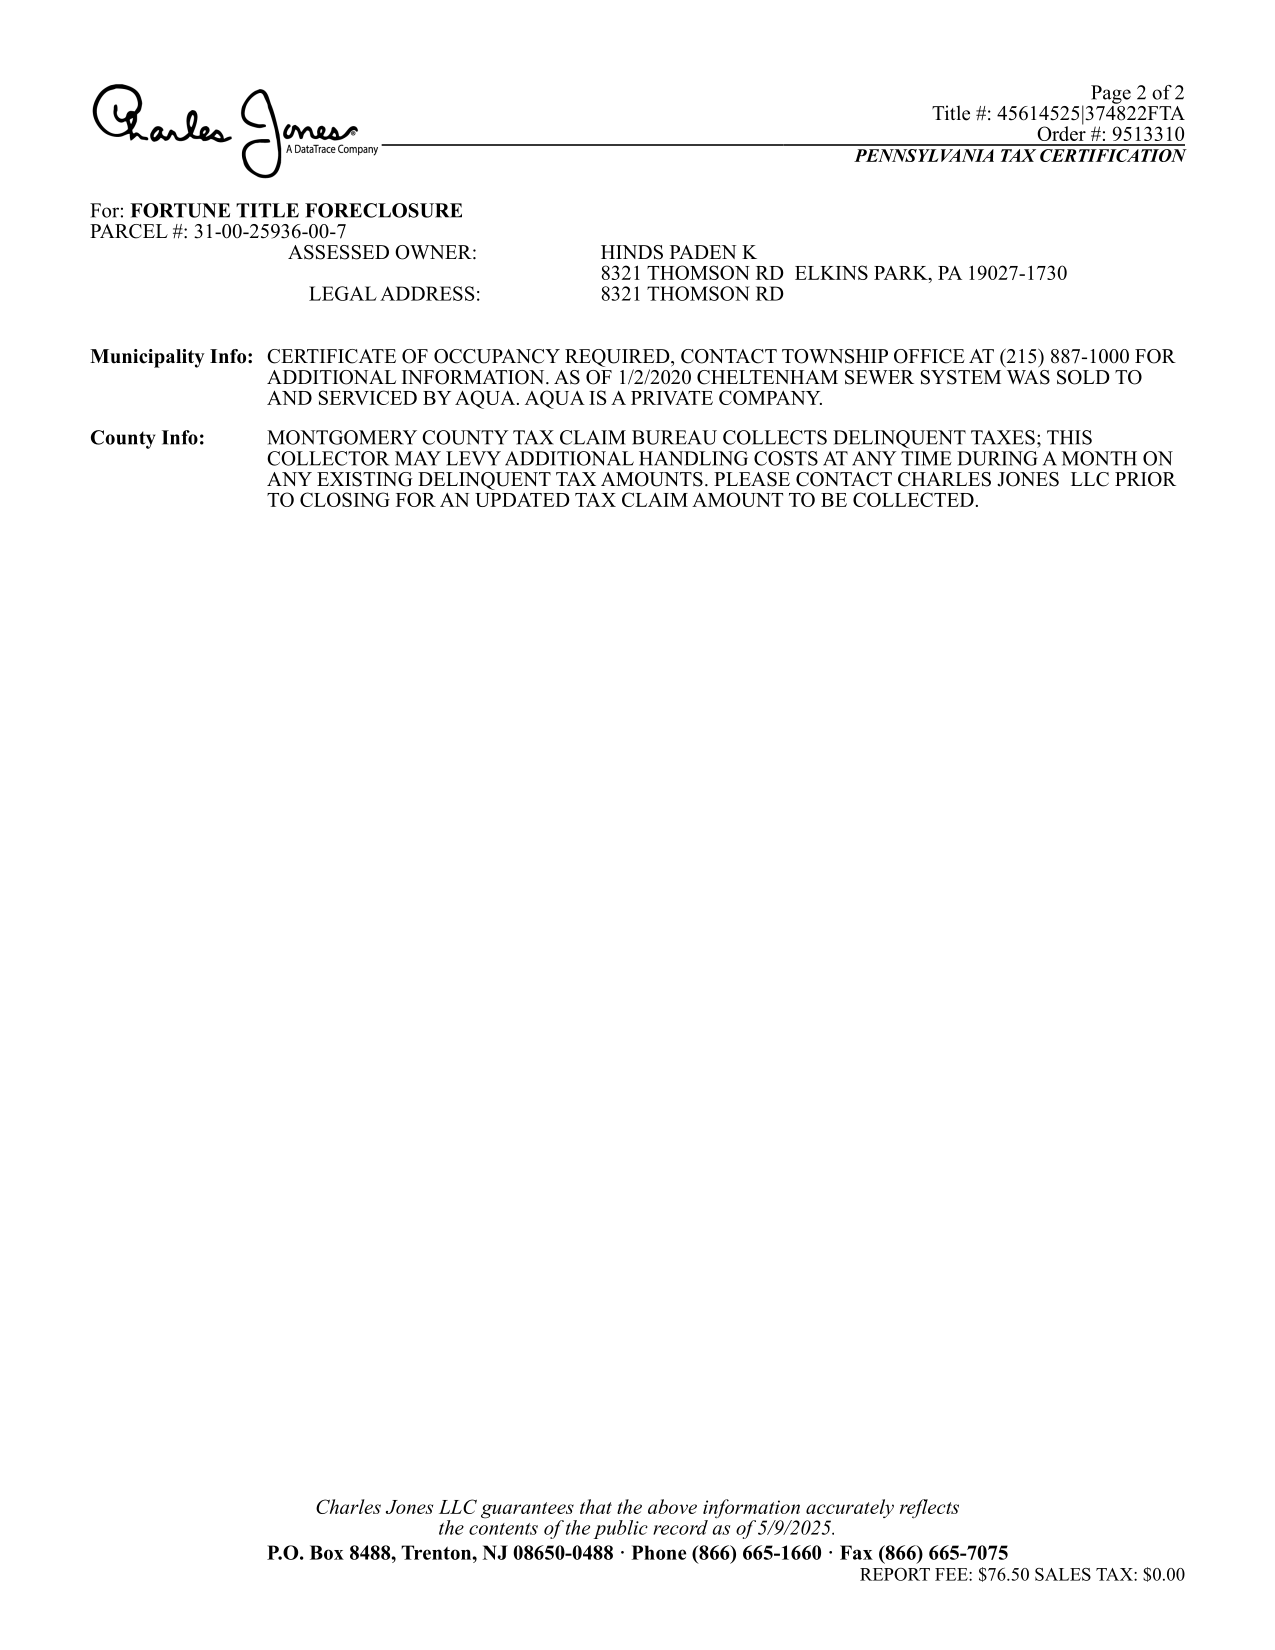 Charles Jones®
A DataTrace Company
Page 2 of 2
Title #: 45614525|374822FTA
Order #: 9513310
PENNSYLVANIA TAX CERTIFICATION
For: FORTUNE TITLE FORECLOSURE
PARCEL #: 31-00-25936-00-7
ASSESSED OWNER: HINDS PADEN K
8321 THOMSON RD  ELKINS PARK, PA 19027-1730
LEGAL ADDRESS: 8321 THOMSON RD
Municipality Info: CERTIFICATE OF OCCUPANCY REQUIRED, CONTACT TOWNSHIP OFFICE AT (215) 887-1000 FOR
ADDITIONAL INFORMATION. AS OF 1/2/2020 CHELTENHAM SEWER SYSTEM WAS SOLD TO
AND SERVICED BY AQUA. AQUA IS A PRIVATE COMPANY.
County Info: MONTGOMERY COUNTY TAX CLAIM BUREAU COLLECTS DELINQUENT TAXES; THIS
COLLECTOR MAY LEVY ADDITIONAL HANDLING COSTS AT ANY TIME DURING A MONTH ON
ANY EXISTING DELINQUENT TAX AMOUNTS. PLEASE CONTACT CHARLES JONES  LLC PRIOR
TO CLOSING FOR AN UPDATED TAX CLAIM AMOUNT TO BE COLLECTED.
Charles Jones LLC guarantees that the above information accurately reflects
the contents of the public record as of 5/9/2025.
P.O. Box 8488, Trenton, NJ 08650-0488 · Phone (866) 665-1660 · Fax (866) 665-7075
REPORT FEE: $76.50 SALES TAX: $0.00